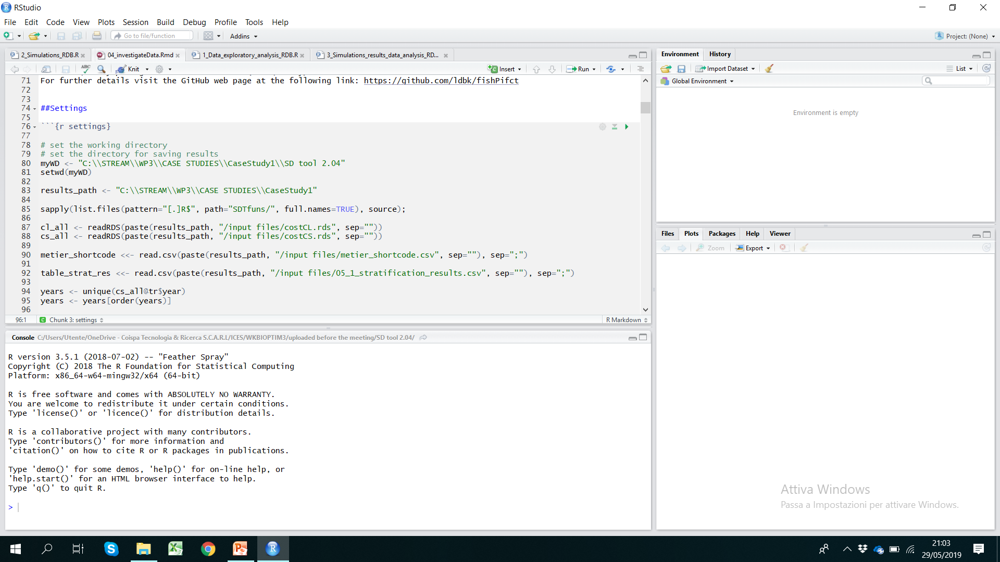 RStudio
File Edit Code View Plots Session Build Debug Profile Tools Help
Go to file/function Addins Project: (None)
2_Simulations_RDB.R 04_investigateData.Rmd 1_Data_exploratory_analysis_RDB.R 3_Simulations_results_data_analysis_RD...
ABC Knit Insert Run
71 For further details visit the GitHub web page at the following link: https://github.com/ldbk/fishPifct
72
73
74 ##Settings
75
76 ```{r settings}
77
78 # set the working directory
79 # set the directory for saving results
80 myWD <- "C:\\STREAM\\WP3\\CASE STUDIES\\CaseStudy1\\SD tool 2.04"
81 setwd(myWD)
82
83 results_path <- "C:\\STREAM\\WP3\\CASE STUDIES\\CaseStudy1"
84
85 sapply(list.files(pattern="[.]R$", path="SDTfuns/", full.names=TRUE), source);
86
87 cl_all <- readRDS(paste(results_path, "/input files/costCL.rds", sep=""))
88 cs_all <- readRDS(paste(results_path, "/input files/costCS.rds", sep=""))
89
90 metier_shortcode <<- read.csv(paste(results_path, "/input files/metier_shortcode.csv", sep=""), sep=";")
91
92 table_strat_res <<- read.csv(paste(results_path, "/input files/05_1_stratification_results.csv", sep=""), sep=";")
93
94 years <- unique(cs_all@tr$year)
95 years <- years[order(years)]
96
96:1 Chunk 3: settings R Markdown
Console C:/Users/Utente/OneDrive - Coispa Tecnologia & Ricerca S.C.A.R.L/ICES/WKBIOPTIM3/uploaded before the meeting/SD tool 2.04/
R version 3.5.1 (2018-07-02) -- "Feather Spray"
Copyright (C) 2018 The R Foundation for Statistical Computing
Platform: x86_64-w64-mingw32/x64 (64-bit)
R is free software and comes with ABSOLUTELY NO WARRANTY.
You are welcome to redistribute it under certain conditions.
Type 'license()' or 'licence()' for distribution details.
R is a collaborative project with many contributors.
Type 'contributors()' for more information and
'citation()' on how to cite R or R packages in publications.
Type 'demo()' for some demos, 'help()' for on-line help, or
'help.start()' for an HTML browser interface to help.
Type 'q()' to quit R.
>
Environment History
Import Dataset List
Global Environment
Environment is empty
Files Plots Packages Help Viewer
Zoom Export
Attiva Windows
Passa a Impostazioni per attivare Windows.
21:03
29/05/2019